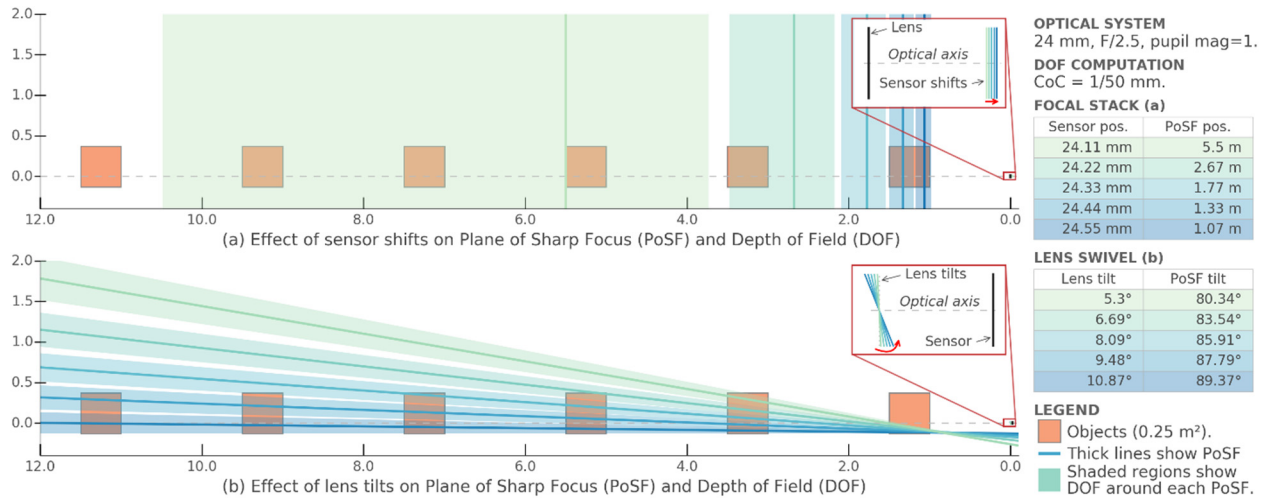 2.0
1.5
1.0
0.5
0.0
12.0 10.0 8.0 6.0 4.0 2.0 0.0
Lens
Optical axis
Sensor shifts
(a) Effect of sensor shifts on Plane of Sharp Focus (PoSF) and Depth of Field (DOF)
2.0
1.5
1.0
0.5
0.0
12.0 10.0 8.0 6.0 4.0 2.0 0.0
Lens tilts
Optical axis
Sensor
(b) Effect of lens tilts on Plane of Sharp Focus (PoSF) and Depth of Field (DOF)
OPTICAL SYSTEM
24 mm, F/2.5, pupil mag=1.
DOF COMPUTATION
CoC = 1/50 mm.
FOCAL STACK (a)
Sensor pos. PoSF pos.
24.11 mm 5.5 m
24.22 mm 2.67 m
24.33 mm 1.77 m
24.44 mm 1.33 m
24.55 mm 1.07 m
LENS SWIVEL (b)
Lens tilt PoSF tilt
5.3° 80.34°
6.69° 83.54°
8.09° 85.91°
9.48° 87.79°
10.87° 89.37°
LEGEND
Objects (0.25 m²).
Thick lines show PoSF
Shaded regions show
DOF around each PoSF.